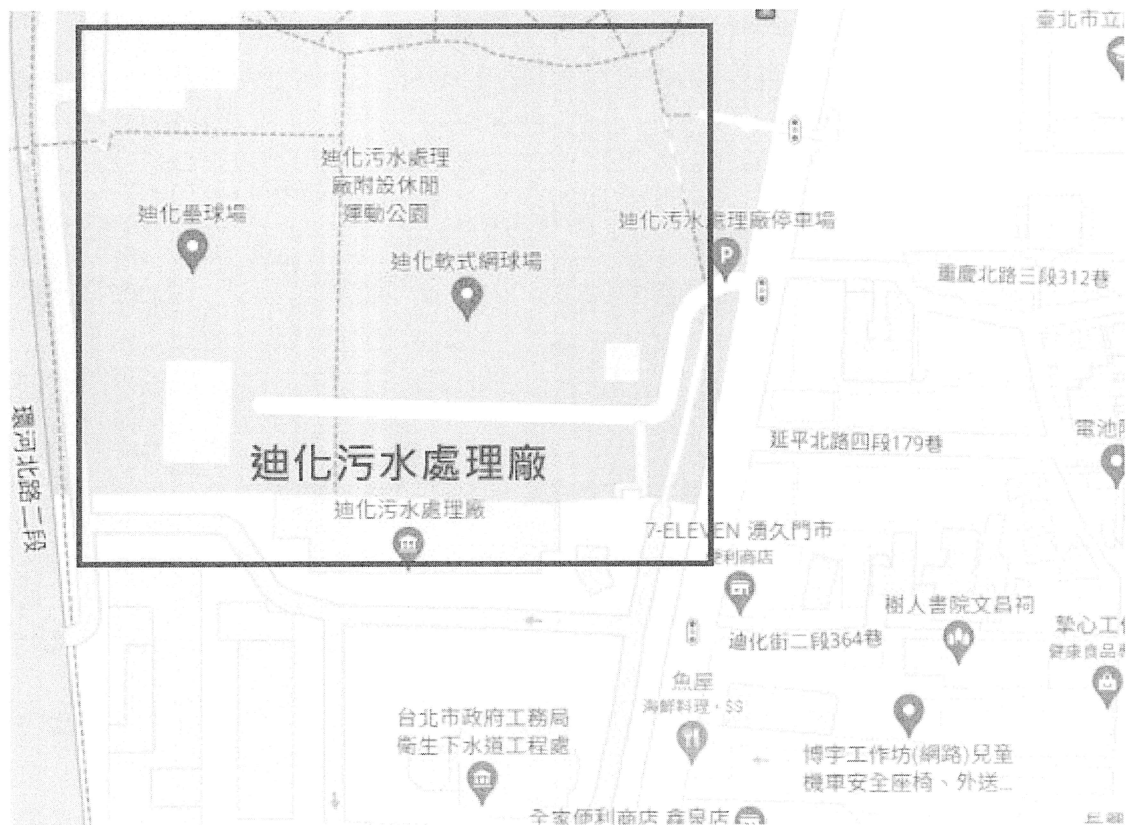 臺北市立
迪化污水處理
廠附設休閒
運動公園
迪化壘球場
迪化污水處理廠停車場
迪化軟式網球場
重慶北路三段312巷
環河北路二段
延平北路四段179巷
電池
迪化污水處理廠
迪化污水處理廠
7-ELEVEN 湧久門市
便利商店
樹人書院文昌祠
迪化街二段364巷
摯心工
健康食品
魚屋
海鮮料理・$$
台北市政府工務局
衛生下水道工程處
博宇工作坊(網路)兒童
機車安全座椅、外送...
全家便利商店 鑫泉店